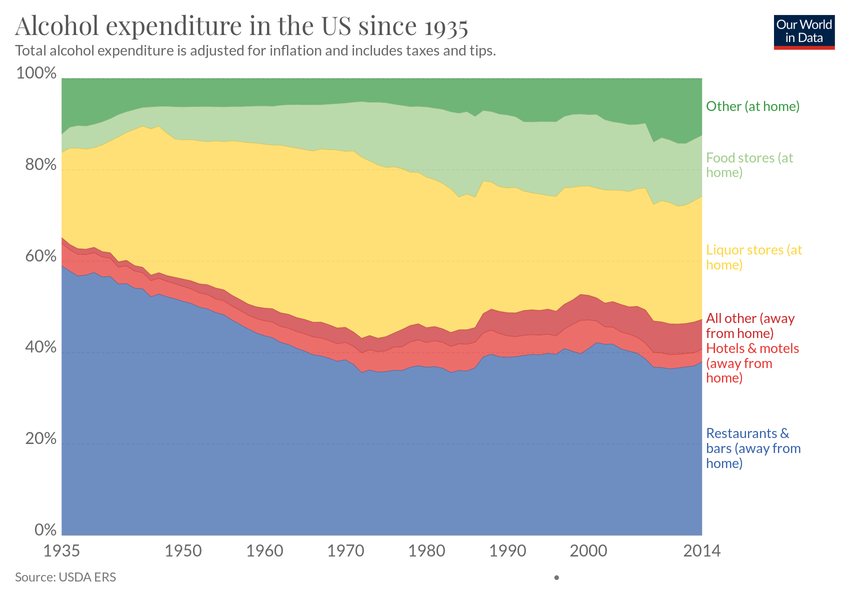 Alcohol expenditure in the US since 1935
Total alcohol expenditure is adjusted for inflation and includes taxes and tips.
Our World
in Data
100%
80%
60%
40%
20%
0%
Other (at home)
Food stores (at
home)
Liquor stores (at
home)
All other (away
from home)
Hotels & motels
(away from
home)
Restaurants &
bars (away from
home)
1935
1950
1960
1970
1980
1990
2000
2014
Source: USDA ERS